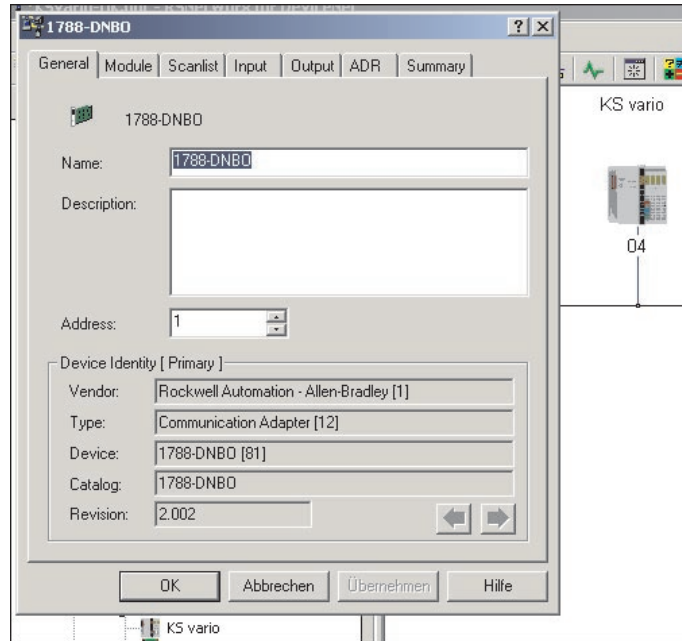 1788-DNBO
General Module Scanlist Input Output ADR Summary
1788-DNBO
Name: 1788-DNBO
Description:
Address: 1
Device Identity [ Primary ]
Vendor: Rockwell Automation - Allen-Bradley [1]
Type: Communication Adapter [12]
Device: 1788-DNBO [81]
Catalog: 1788-DNBO
Revision: 2.002
OK Abbrechen Übernehmen Hilfe
KS vario
04
KS vario